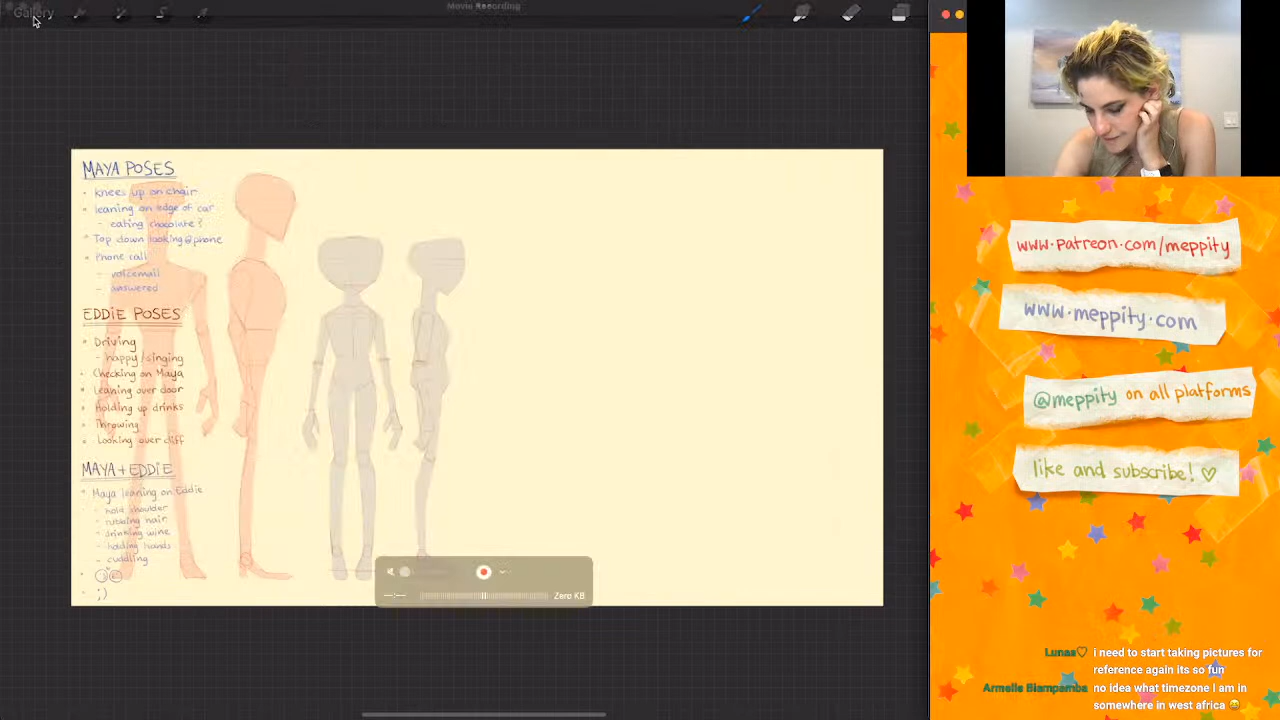 Gallery
Movie Recording
MAYA POSES
knees up on chair
leaning on edge of car
- eating chocolate?
Top down looking@phone
Phone call
- voicemail
- answered
EDDIE POSES
Driving
- happy/singing
Checking on Maya
Leaning over door
Holding up drinks
Throwing
Looking over cliff
MAYA + EDDIE
Maya leaning on Eddie
- hold shoulder
- rubbing hair
- drinking wine
- holding hands
- cuddling
;)
--:--
Zero KB
www.patreon.com/meppity
www.meppity.com
@meppity on all platforms
like and subscribe! ♡
Lunaa♡ i need to start taking pictures for
reference again its so fun
Armelle Biampamba no idea what timezone I am in
somewhere in west africa 😄